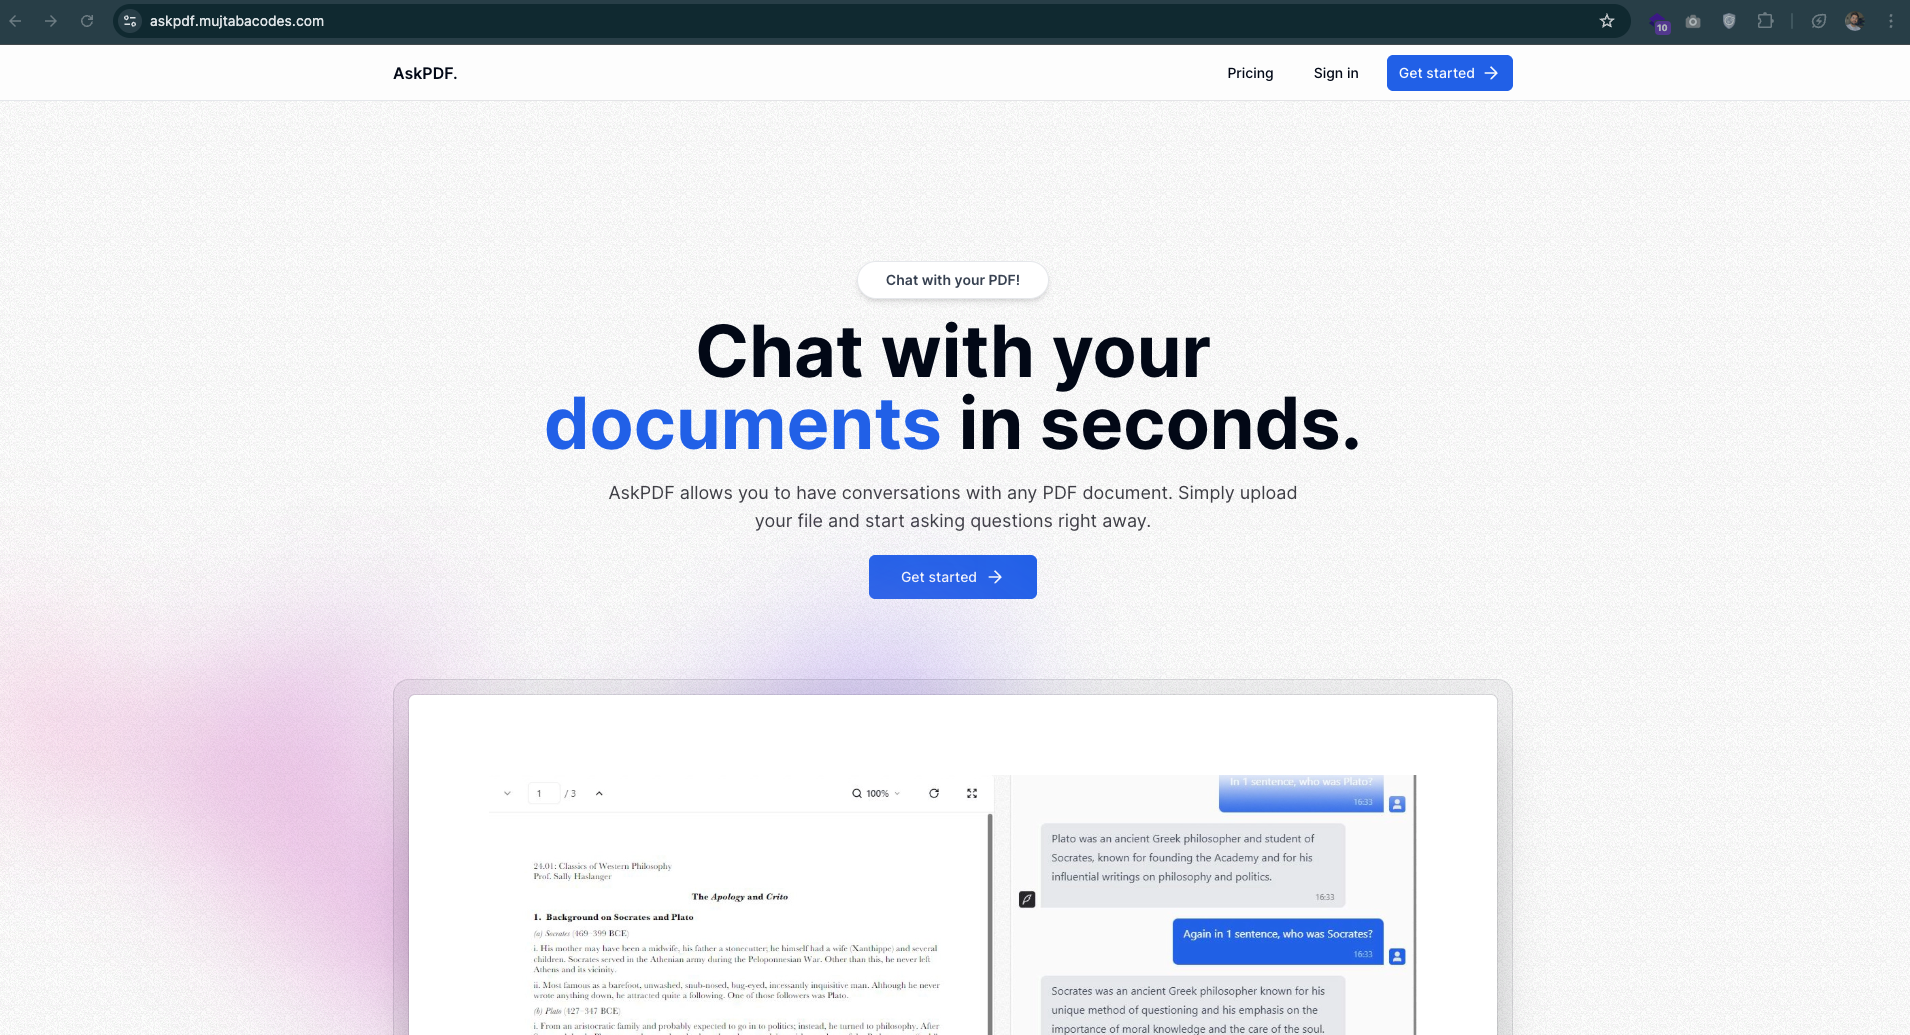 askpdf.mujtabacodes.com
10
AskPDF.
Pricing
Sign in
Get started
Chat with your PDF!
Chat with your
documents in seconds.
AskPDF allows you to have conversations with any PDF document. Simply upload
your file and start asking questions right away.
Get started
1 / 3
100%
24.01: Classics of Western Philosophy
Prof. Sally Haslanger
The Apology and Crito
1. Background on Socrates and Plato
(a) Socrates (469–399 BCE)
i. His mother may have been a midwife, his father a stonecutter; he himself had a wife (Xanthippe) and several
children. Socrates served in the Athenian army during the Peloponnesian War. Other than this, he never left
Athens and its vicinity.
ii. Most famous as a barefoot, unwashed, snub-nosed, bug-eyed, incessantly inquisitive man. Although he never
wrote anything down, he attracted quite a following. One of those followers was Plato.
(b) Plato (427–347 BCE)
i. From an aristocratic family and probably expected to go in to politics; instead, he turned to philosophy. After
In 1 sentence, who was Plato?
16:33
Plato was an ancient Greek philosopher and student of
Socrates, known for founding the Academy and for his
influential writings on philosophy and politics.
16:33
Again in 1 sentence, who was Socrates?
16:33
Socrates was an ancient Greek philosopher known for his
unique method of questioning and his emphasis on the
importance of moral knowledge and the care of the soul.